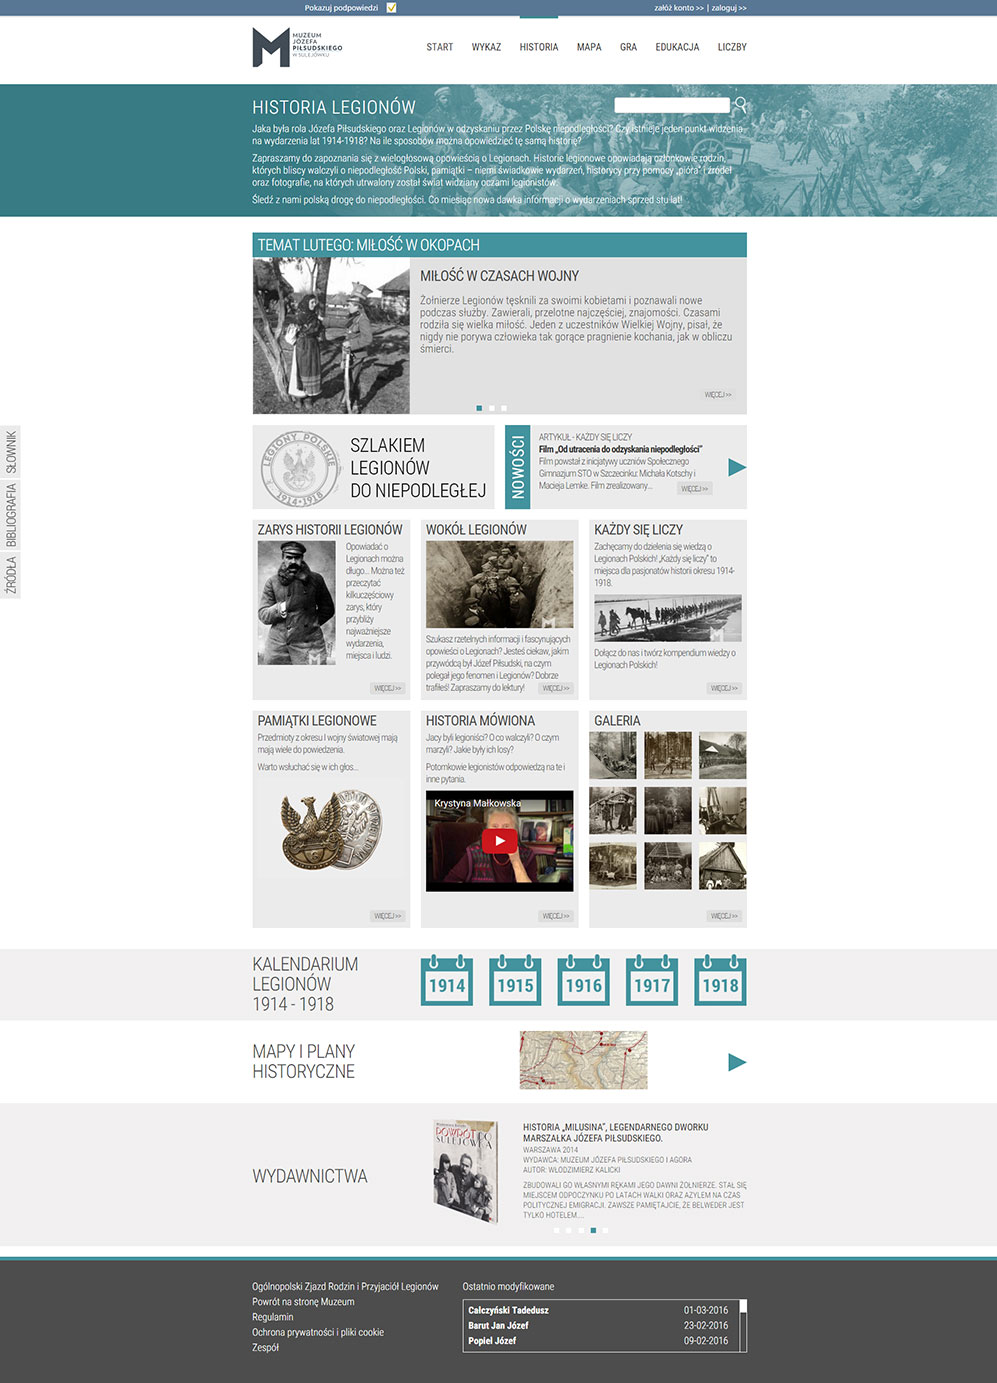 Pokazuj podpowiedzi
załóż konto >> | zaloguj >>
MUZEUM
JÓZEFA
PIŁSUDSKIEGO
W SULEJÓWKU
START WYKAZ HISTORIA MAPA GRA EDUKACJA LICZBY
HISTORIA LEGIONÓW
Jaka była rola Józefa Piłsudskiego oraz Legionów w odzyskaniu przez Polskę niepodległości? Czy istnieje jeden punkt widzenia
na wydarzenia lat 1914-1918? Na ile sposobów można opowiedzieć tę samą historię?
Zapraszamy do zapoznania się z wielogłosową opowieścią o Legionach. Historie legionowe opowiadają członkowie rodzin,
których bliscy walczyli o niepodległość Polski, pamiątki – niemi świadkowie wydarzeń, historycy przy pomocy „pióra" i źródeł
oraz fotografie, na których utrwalony został świat widziany oczami legionistów.
Śledź z nami polską drogę do niepodległości. Co miesiąc nowa dawka informacji o wydarzeniach sprzed stu lat!
TEMAT LUTEGO: MIŁOŚĆ W OKOPACH
MIŁOŚĆ W CZASACH WOJNY
Żołnierze Legionów tęsknili za swoimi kobietami i poznawali nowe
podczas służby. Zawierali, przelotne najczęściej, znajomości. Czasami
rodziła się wielka miłość. Jeden z uczestników Wielkiej Wojny, pisał, że
nigdy nie porywa człowieka tak gorące pragnienie kochania, jak w obliczu
śmierci.
WIĘCEJ >>
SŁOWNIK
BIBLIOGRAFIA
ŹRÓDŁA
LEGIONY POLSKIE
1914-1918
SZLAKIEM
LEGIONÓW
DO NIEPODLEGŁEJ
NOWOŚCI
ARTYKUŁ - KAŻDY SIĘ LICZY
Film „Od utracenia do odzyskania niepodległości"
Film powstał z inicjatywy uczniów Społecznego
Gimnazjum STO w Szczecinku: Michała Kotschy i
Macieja Lemke. Film zrealizowany...
WIĘCEJ >>
ZARYS HISTORII LEGIONÓW
Opowiadać o
Legionach można
długo... Można też
przeczytać
kilkuczęściowy
zarys, który
przybliży
najważniejsze
wydarzenia,
miejsca i ludzi.
WIĘCEJ >>
WOKÓŁ LEGIONÓW
Szukasz rzetelnych informacji i fascynujących
opowieści o Legionach? Jesteś ciekaw, jakim
przywódcą był Józef Piłsudski, na czym
polegał jego fenomen i Legionów? Dobrze
trafiłeś! Zapraszamy do lektury!
WIĘCEJ >>
KAŻDY SIĘ LICZY
Zachęcamy do dzielenia się wiedzą o
Legionach Polskich! „Każdy się liczy" to
miejsca dla pasjonatów historii okresu 1914-
1918.
Dołącz do nas i twórz kompendium wiedzy o
Legionach Polskich!
WIĘCEJ >>
PAMIĄTKI LEGIONOWE
Przedmioty z okresu I wojny światowej mają
mają wiele do powiedzenia.
Warto wsłuchać się w ich głos...
WIĘCEJ >>
HISTORIA MÓWIONA
Jacy byli legioniści? O co walczyli? O czym
marzyli? Jakie były ich losy?
Potomkowie legionistów odpowiedzą na te i
inne pytania.
Krystyna Małkowska
WIĘCEJ >>
GALERIA
WIĘCEJ >>
KALENDARIUM
LEGIONÓW
1914 - 1918
1914 1915 1916 1917 1918
MAPY I PLANY
HISTORYCZNE
WYDAWNICTWA
POWRÓT DO
SULEJÓWKA
HISTORIA „MILUSINA", LEGENDARNEGO DWORKU
MARSZAŁKA JÓZEFA PIŁSUDSKIEGO.
WARSZAWA 2014
WYDAWCA: MUZEUM JÓZEFA PIŁSUDSKIEGO I AGORA
AUTOR: WŁODZIMIERZ KALICKI
ZBUDOWALI GO WŁASNYMI RĘKAMI JEGO DAWNI ŻOŁNIERZE. STAŁ SIĘ
MIEJSCEM ODPOCZYNKU PO LATACH WALKI ORAZ AZYLEM NA CZAS
POLITYCZNEJ EMIGRACJI. ZAWSZE PAMIĘTAJCIE, ŻE BELWEDER JEST
TYLKO HOTELEM....
Ogólnopolski Zjazd Rodzin i Przyjaciół Legionów
Powrót na stronę Muzeum
Regulamin
Ochrona prywatności i pliki cookie
Zespół
Ostatnio modyfikowane
Całczyński Tadedusz 01-03-2016
Barut Jan Józef 23-02-2016
Popiel Józef 09-02-2016